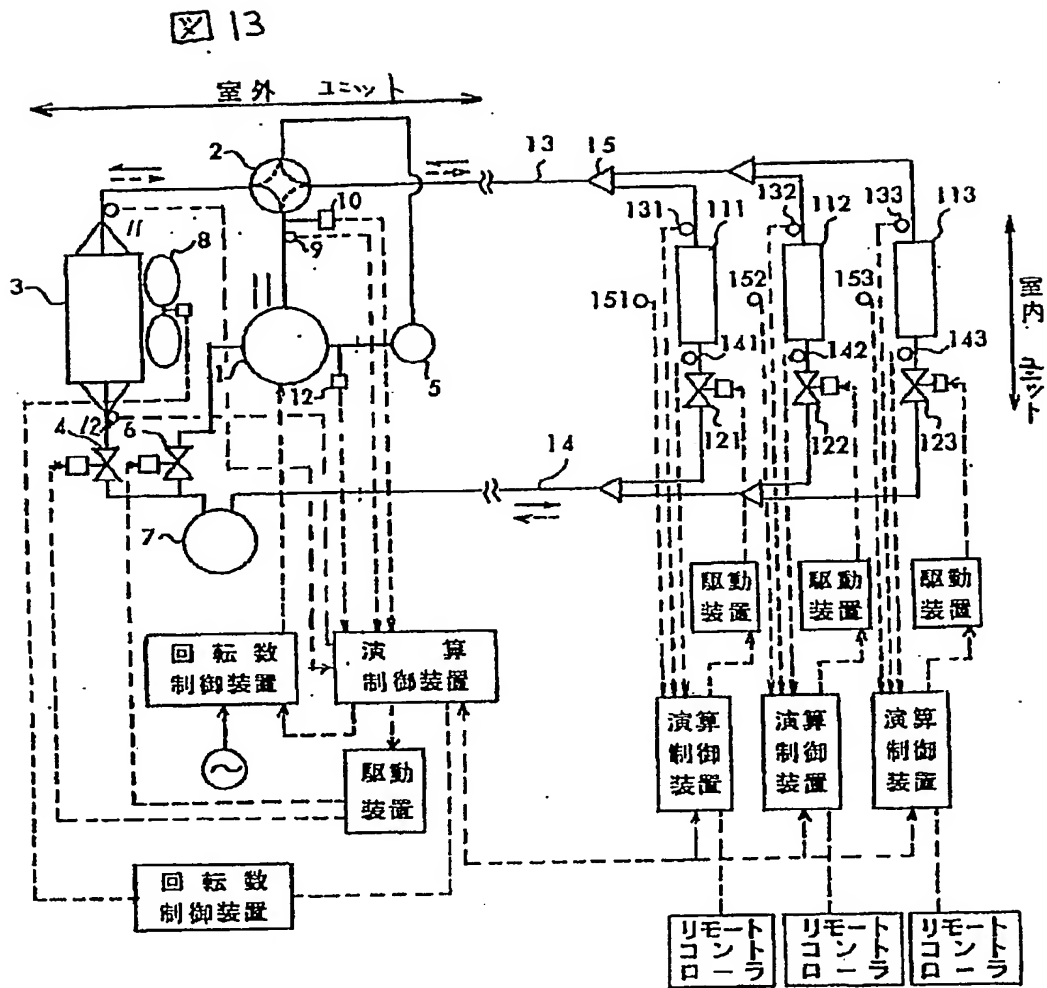 図13
室外 ユニット
2
13
15
10
11
9
8
3
1
12
5
12
4
6
7
14
131
111
132
112
133
113
151
152
153
141
142
143
121
122
123
室内 ユニット
駆動
装置
駆動
装置
駆動
装置
回転数
制御装置
演算
制御装置
駆動
装置
回転数
制御装置
演算
制御
装置
演算
制御
装置
演算
制御
装置
リモート
コントローラ
リモート
コントローラ
リモート
コントローラ